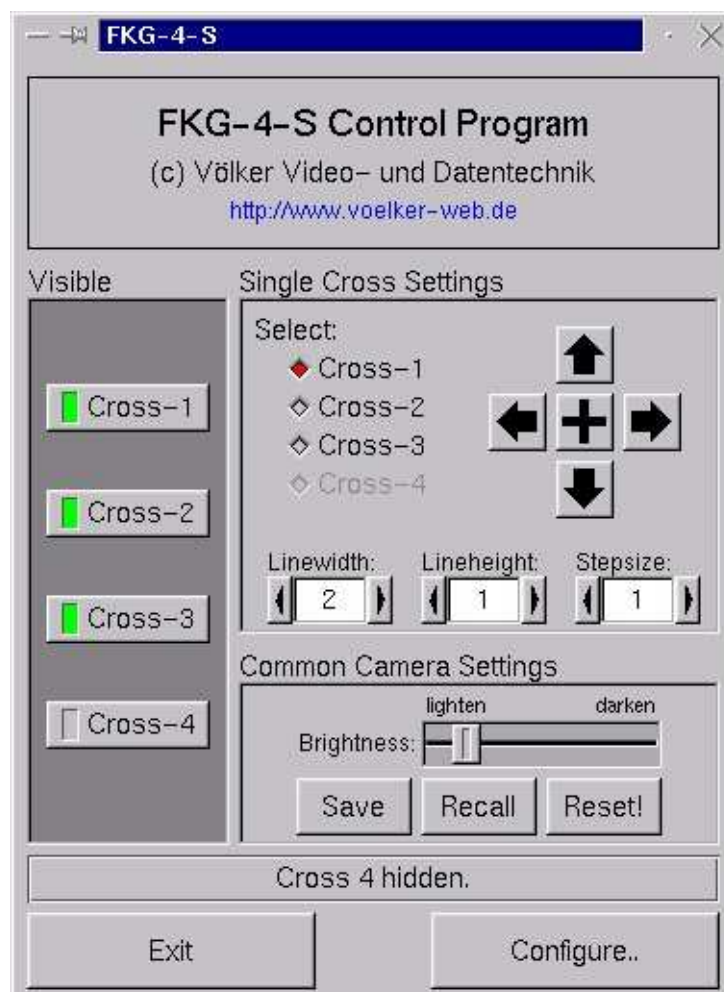 FKG-4-S
FKG-4-S Control Program
(c) Völker Video- und Datentechnik
http://www.voelker-web.de
Visible
Cross-1
Cross-2
Cross-3
Cross-4
Single Cross Settings
Select:
Cross-1
Cross-2
Cross-3
Cross-4
Linewidth: Lineheight: Stepsize:
2 1 1
Common Camera Settings
lighten darken
Brightness:
Save Recall Reset!
Cross 4 hidden.
Exit Configure..